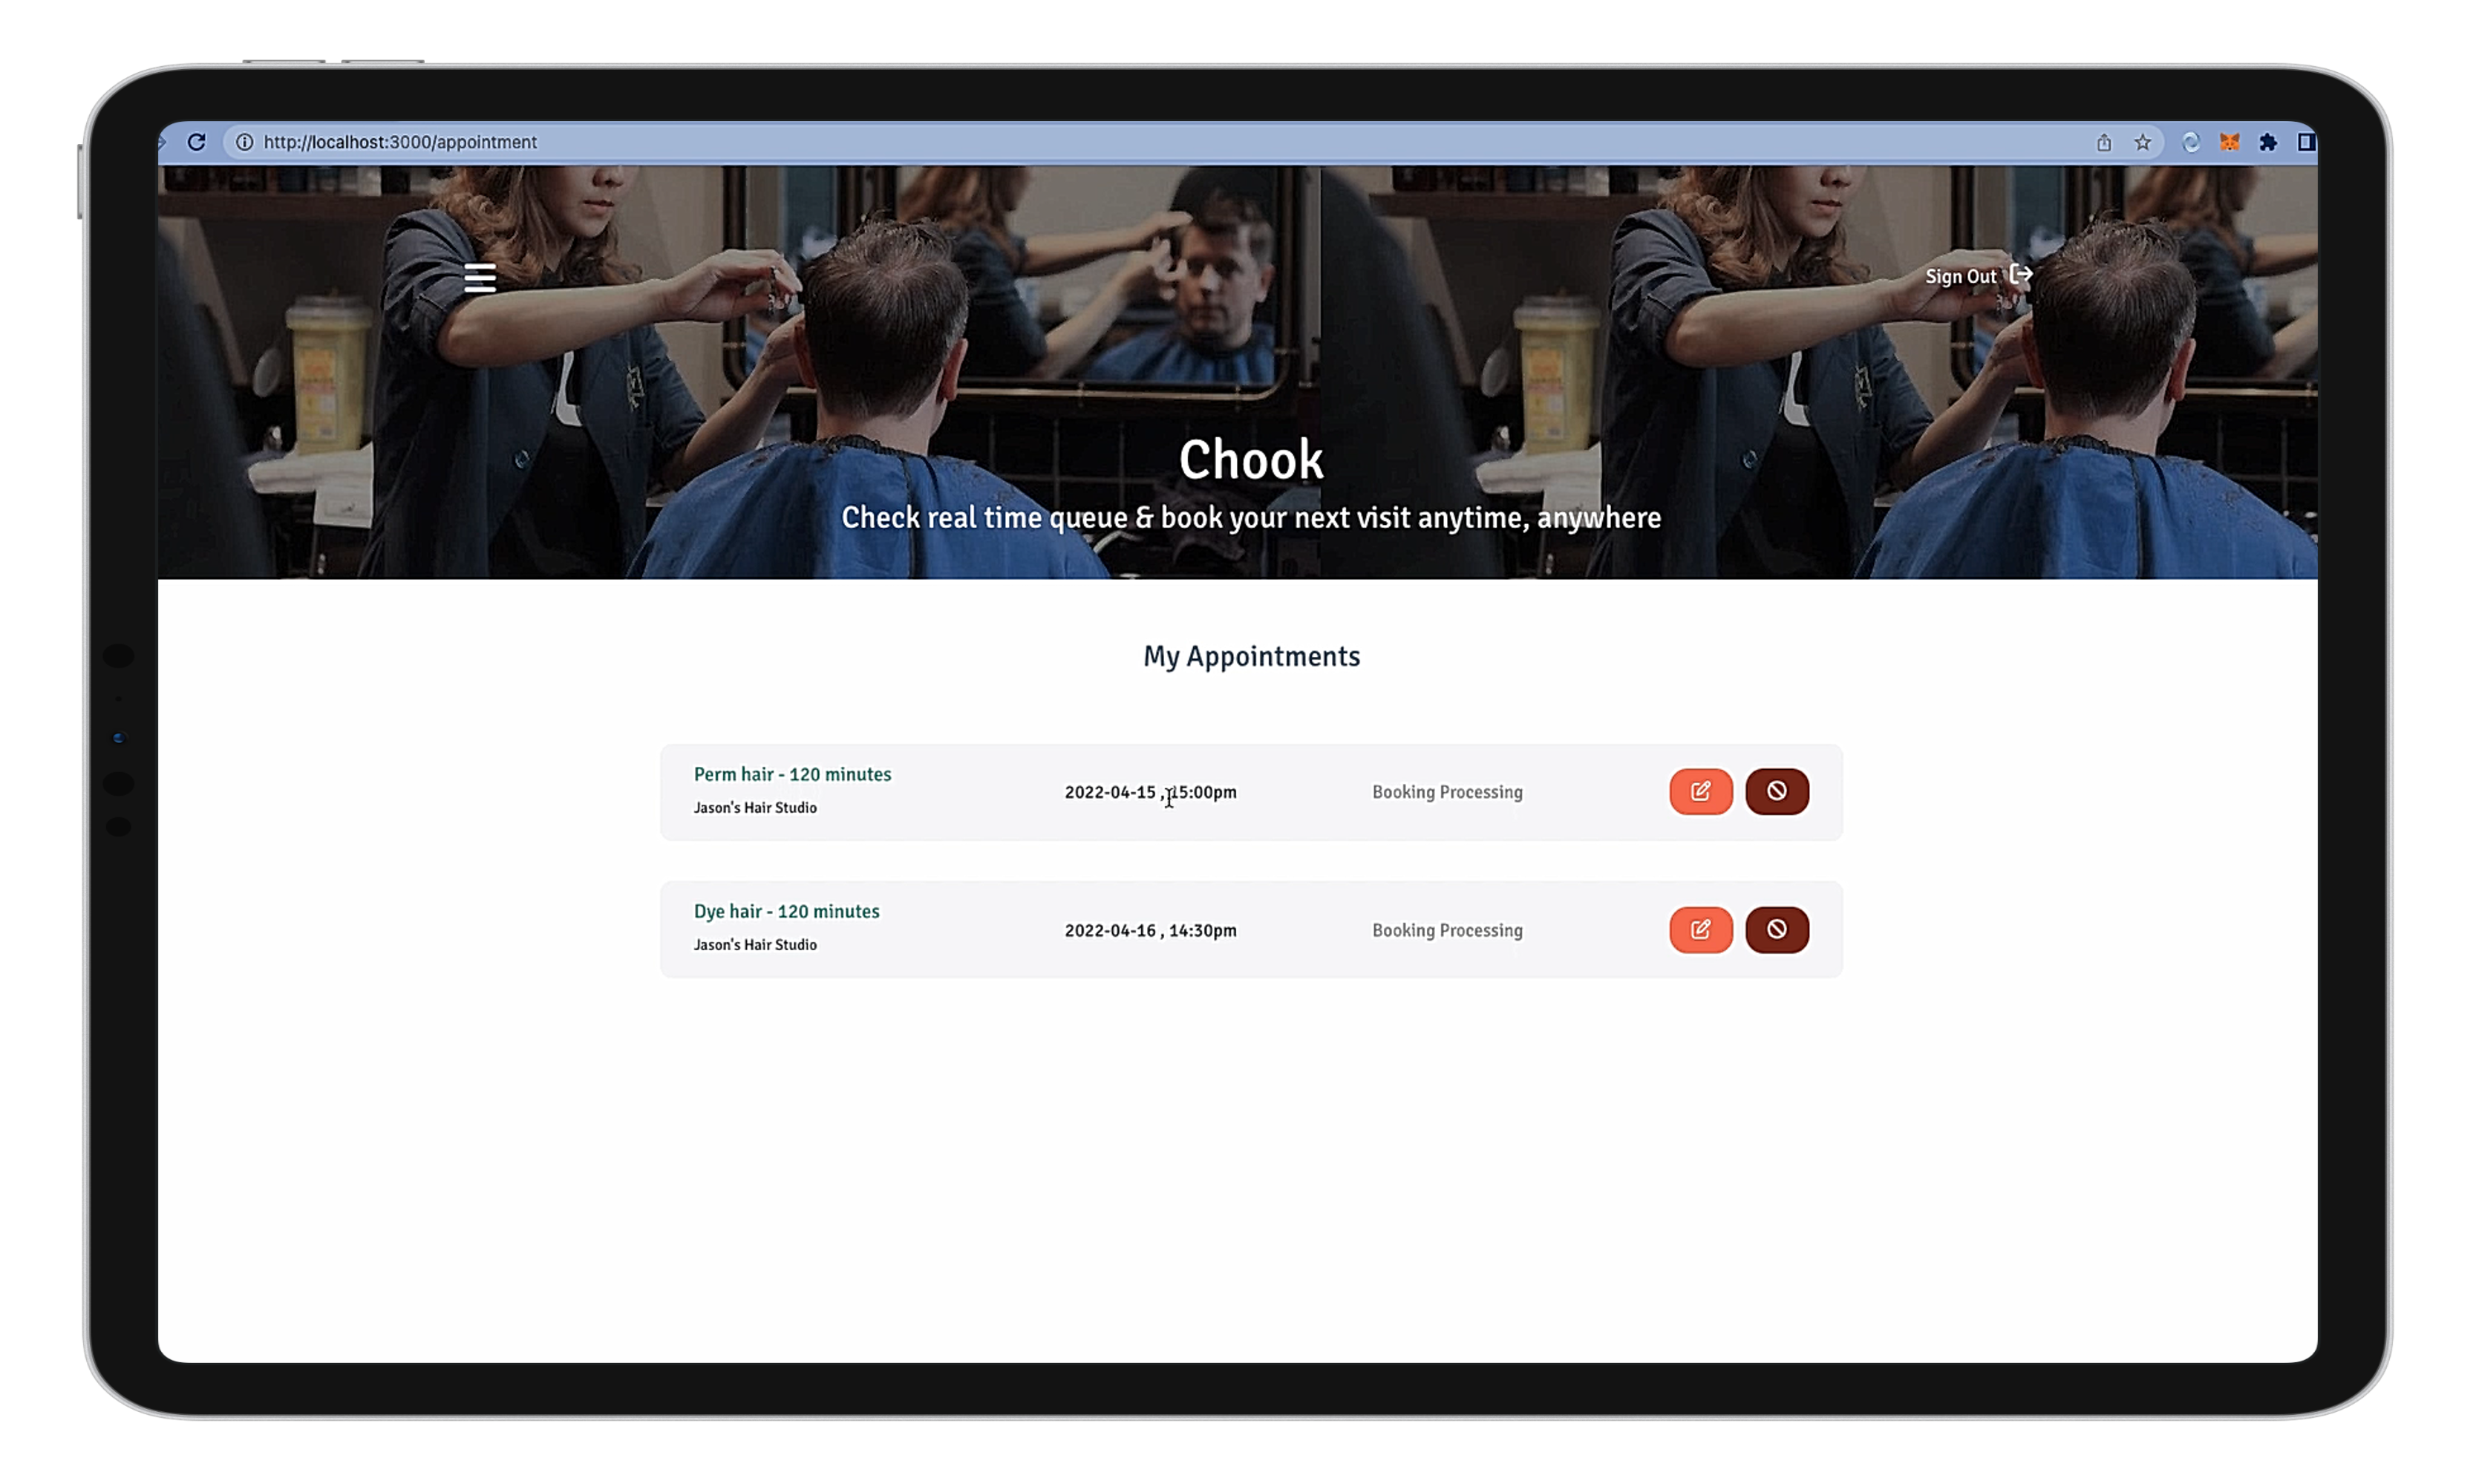 http://localhost:3000/appointment
Sign Out
Chook
Check real time queue & book your next visit anytime, anywhere
My Appointments
Perm hair - 120 minutes
Jason's Hair Studio
2022-04-15 , 15:00pm
Booking Processing
Dye hair - 120 minutes
Jason's Hair Studio
2022-04-16 , 14:30pm
Booking Processing